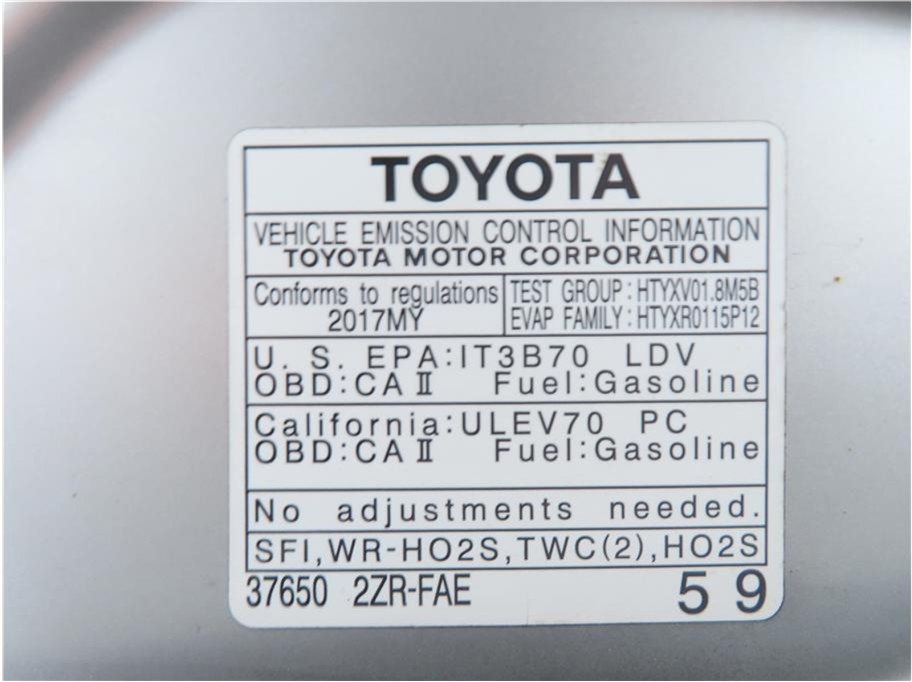 TOYOTA
VEHICLE EMISSION CONTROL INFORMATION
TOYOTA MOTOR CORPORATION
Conforms to regulations
2017MY
TEST GROUP:HTYXV01.8M5B
EVAP FAMILY:HTYXR0115P12
U. S. EPA:IT3B70 LDV
OBD:CA II Fuel:Gasoline
California:ULEV70 PC
OBD:CA II Fuel:Gasoline
No adjustments needed.
SFI,WR-HO2S,TWC(2),HO2S
37650 2ZR-FAE 59